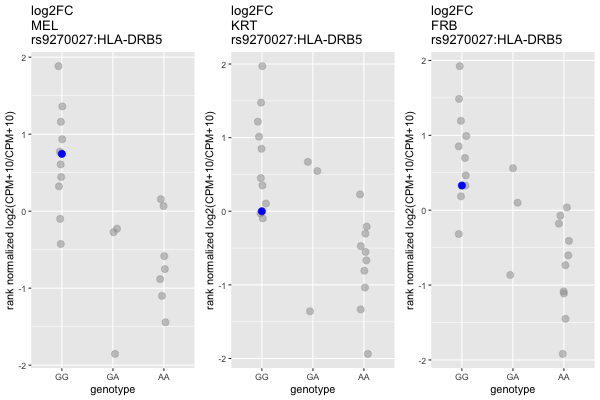 log2FC
MEL
rs9270027:HLA-DRB5
rank normalized log2(CPM+10/CPM+10)
2
1
0
-1
-2
GG
GA
AA
genotype
log2FC
KRT
rs9270027:HLA-DRB5
rank normalized log2(CPM+10/CPM+10)
2
1
0
-1
-2
GG
GA
AA
genotype
log2FC
FRB
rs9270027:HLA-DRB5
rank normalized log2(CPM+10/CPM+10)
2
1
0
-1
-2
GG
GA
AA
genotype